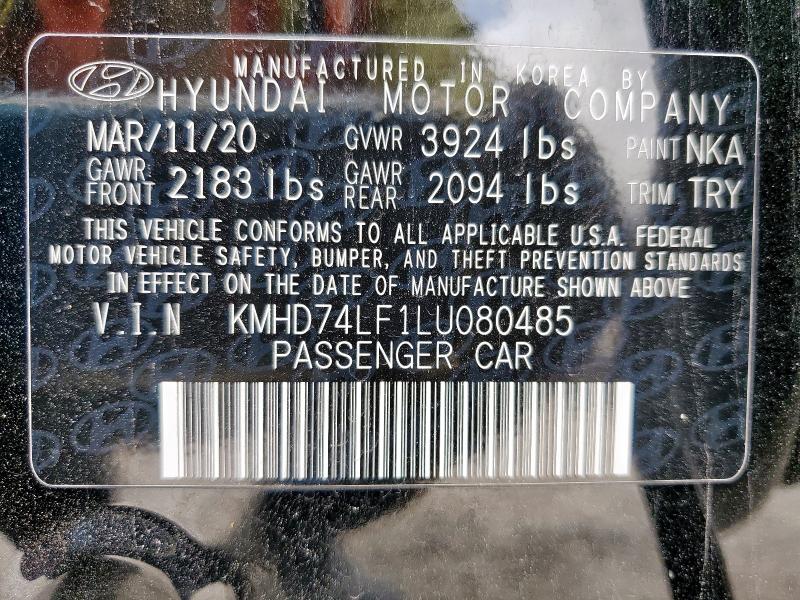 MANUFACTURED IN KOREA BY
HYUNDAI MOTOR COMPANY
MAR/11/20 GVWR 3924 lbs PAINT NKA
GAWR FRONT 2183 lbs GAWR REAR 2094 lbs TRIM TRY
THIS VEHICLE CONFORMS TO ALL APPLICABLE U.S.A. FEDERAL
MOTOR VEHICLE SAFETY, BUMPER, AND THEFT PREVENTION STANDARDS
IN EFFECT ON THE DATE OF MANUFACTURE SHOWN ABOVE
V.I.N KMHD74LF1LU080485
PASSENGER CAR